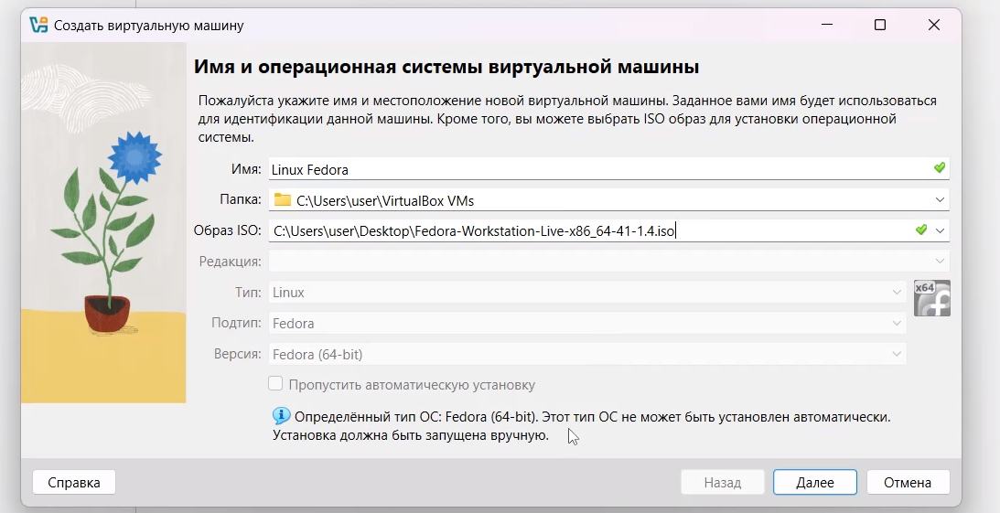 Создать виртуальную машину
Имя и операционная системы виртуальной машины
Пожалуйста укажите имя и местоположение новой виртуальной машины. Заданное вами имя будет использоваться
для идентификации данной машины. Кроме того, вы можете выбрать ISO образ для установки операционной
системы.
Имя: Linux Fedora
Папка: C:\Users\user\VirtualBox VMs
Образ ISO: C:\Users\user\Desktop\Fedora-Workstation-Live-x86_64-41-1.4.iso
Редакция:
Тип: Linux
x64
Подтип: Fedora
Версия: Fedora (64-bit)
Пропустить автоматическую установку
Определённый тип ОС: Fedora (64-bit). Этот тип ОС не может быть установлен автоматически.
Установка должна быть запущена вручную.
Справка
Назад
Далее
Отмена